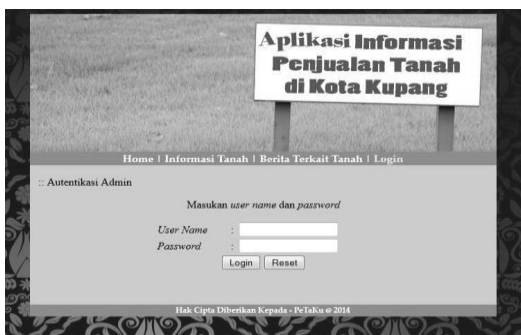 Aplikasi Informasi
Penjualan Tanah
di Kota Kupang
Home | Informasi Tanah | Berita Terkait Tanah | Login
:: Autentikasi Admin
Masukan user name dan password
User Name :
Password :
Login Reset
Hak Cipta Diberikan Kepada - PeTaKu @ 2014